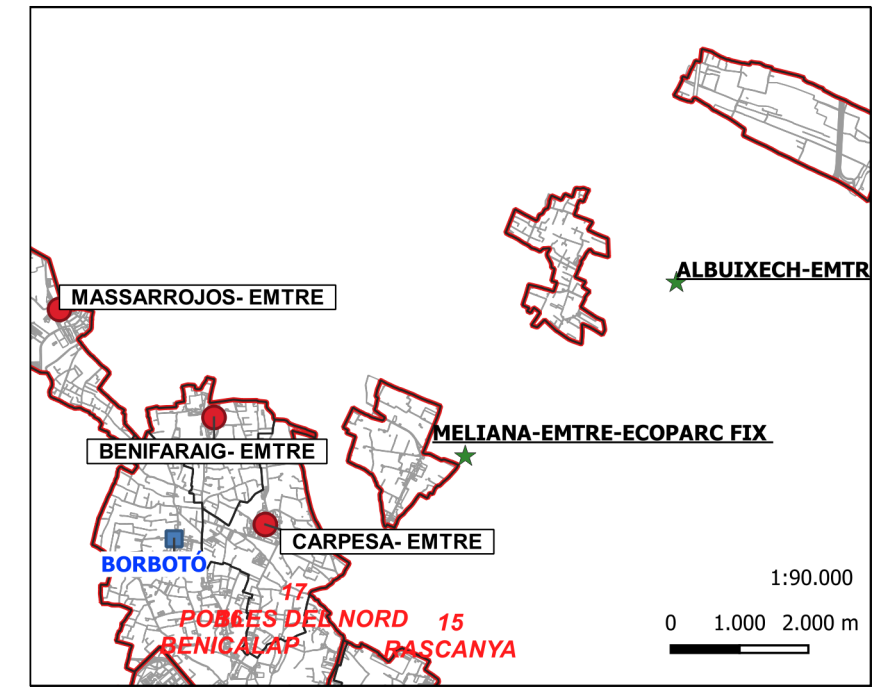 ALBUIXECH-EMTR
MASSARROJOS- EMTRE
MELIANA-EMTRE-ECOPARC FIX
BENIFARAIG- EMTRE
CARPESA- EMTRE
BORBOTÓ
1:90.000
17
POBLES DEL NORD
16
BENICALAP
15
RASCANYA
0 1.000 2.000 m